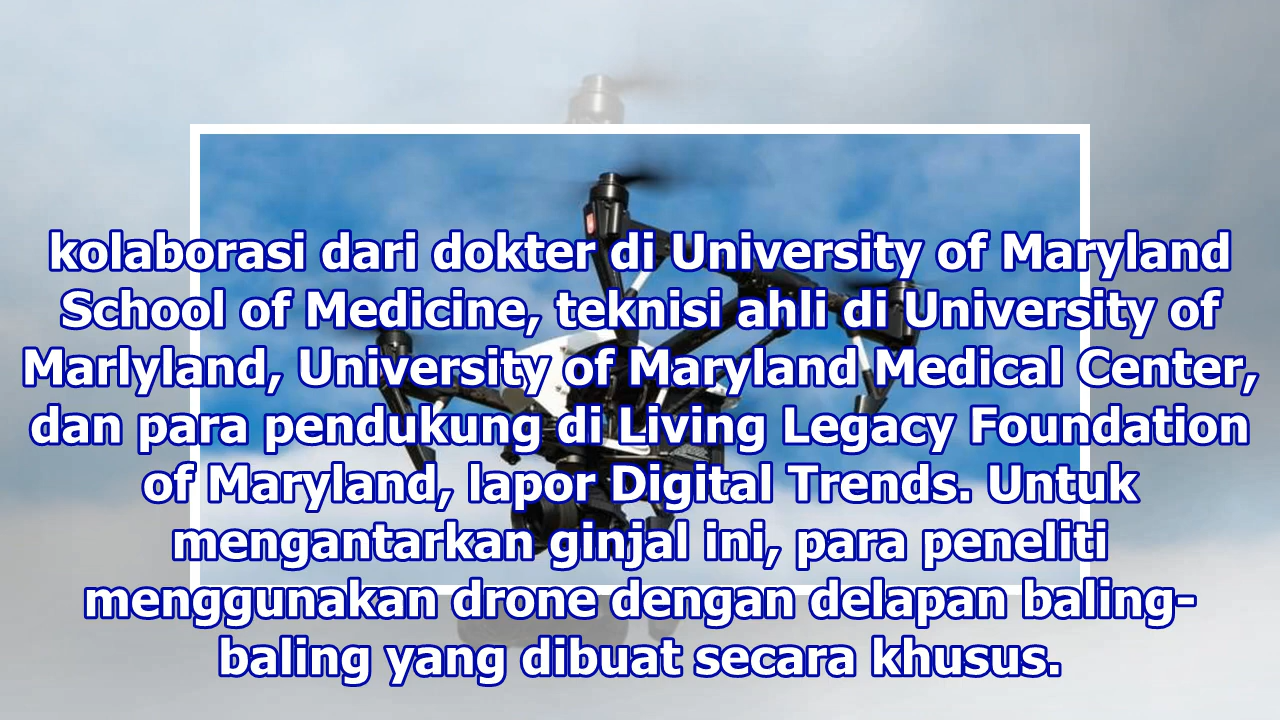 kolaborasi dari dokter di University of Maryland
School of Medicine, teknisi ahli di University of
Marlyland, University of Maryland Medical Center,
dan para pendukung di Living Legacy Foundation
of Maryland, lapor Digital Trends. Untuk
mengantarkan ginjal ini, para peneliti
menggunakan drone dengan delapan baling-
baling yang dibuat secara khusus.